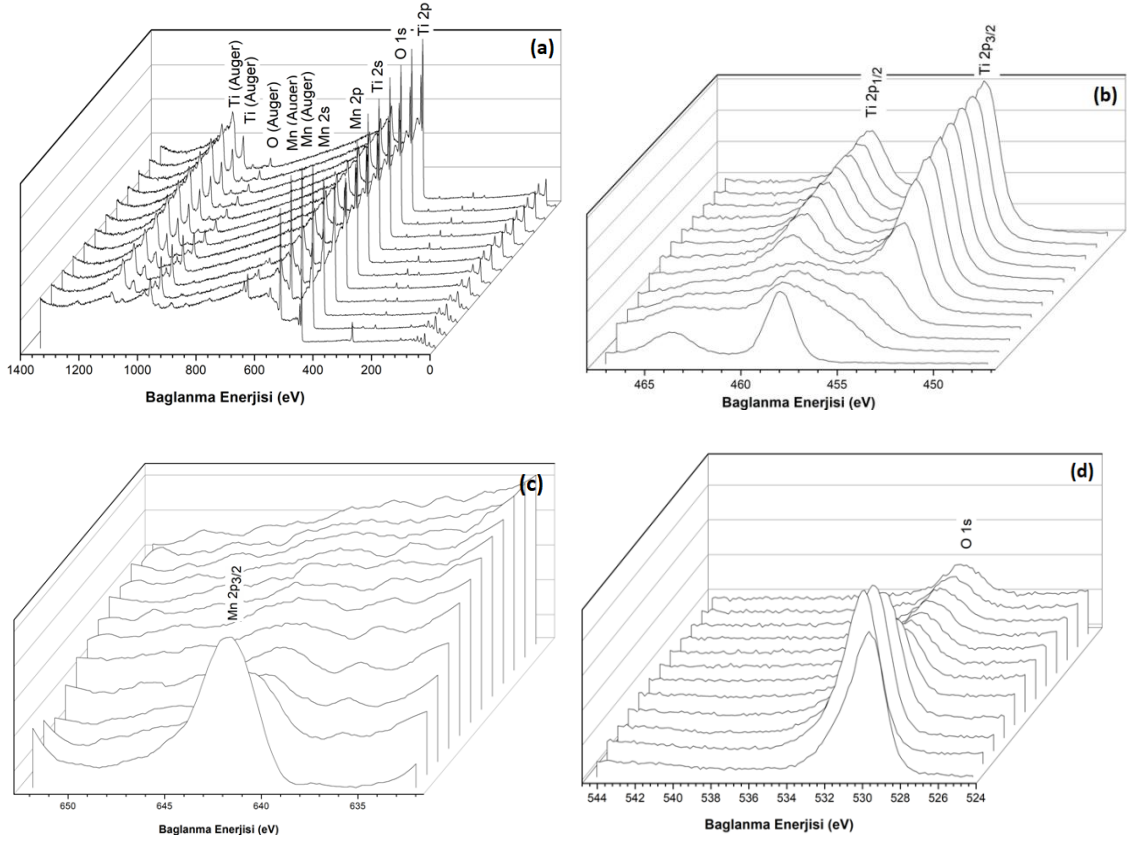 (a)
Ti (Auger)
Ti (Auger)
O (Auger)
Mn (Auger)
Mn (Auger)
Mn 2s
Mn 2p
Ti 2s
O 1s
Ti 2p
1400 1200 1000 800 600 400 200 0
Baglanma Enerjisi (eV)
(b)
Ti 2p1/2
Ti 2p3/2
465 460 455 450
Baglanma Enerjisi (eV)
(c)
Mn 2p3/2
650 645 640 635
Baglanma Enerjisi (eV)
(d)
O 1s
544 542 540 538 536 534 532 530 528 526 524
Baglanma Enerjisi (eV)